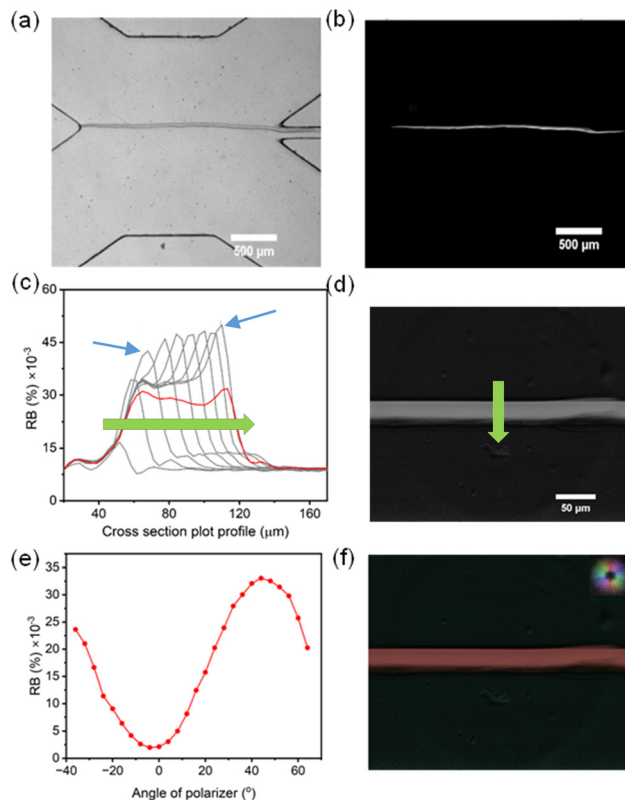 (a)
(b)
500 µm
500 µm
(c)
(d)
60
45
30
15
0
RB (%) ×10⁻³
40
80
120
160
Cross section plot profile (µm)
50 µm
(e)
(f)
35
30
25
20
15
10
5
0
RB (%) ×10⁻³
−40
−20
0
20
40
60
Angle of polarizer (°)